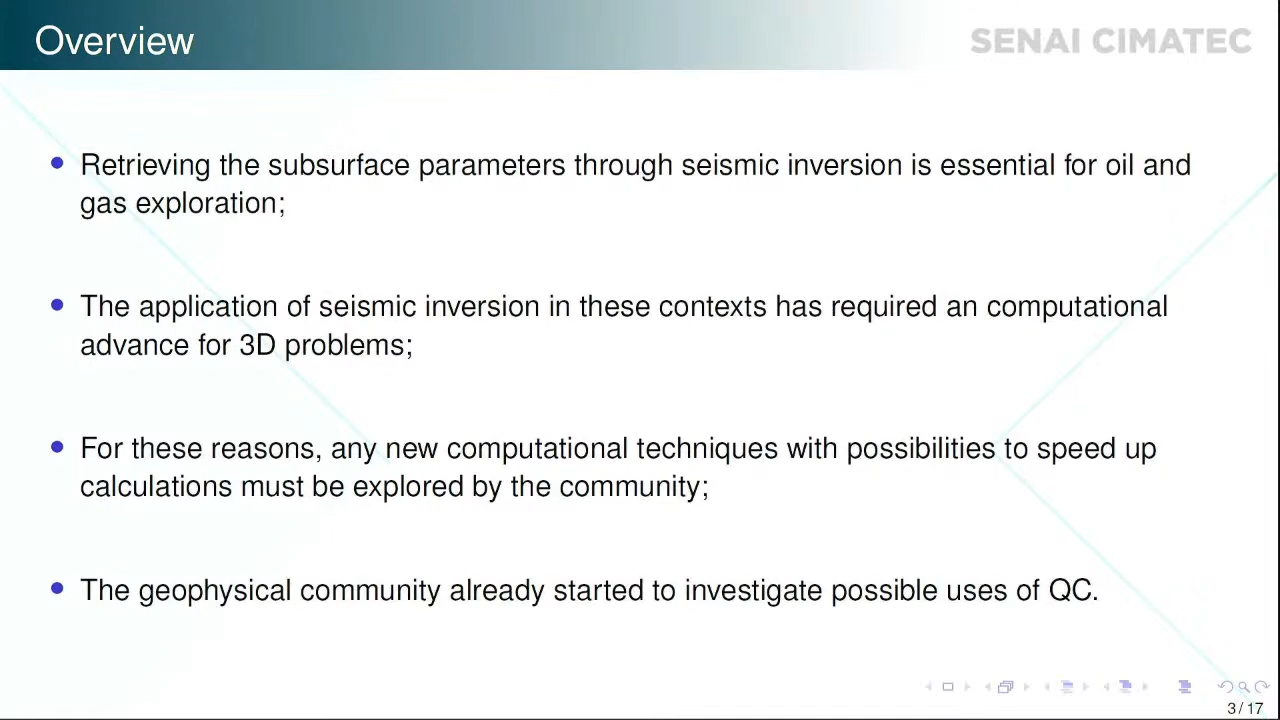 Overview
SENAI CIMATEC
Retrieving the subsurface parameters through seismic inversion is essential for oil and
gas exploration;
The application of seismic inversion in these contexts has required an computational
advance for 3D problems;
For these reasons, any new computational techniques with possibilities to speed up
calculations must be explored by the community;
The geophysical community already started to investigate possible uses of QC.
3 / 17